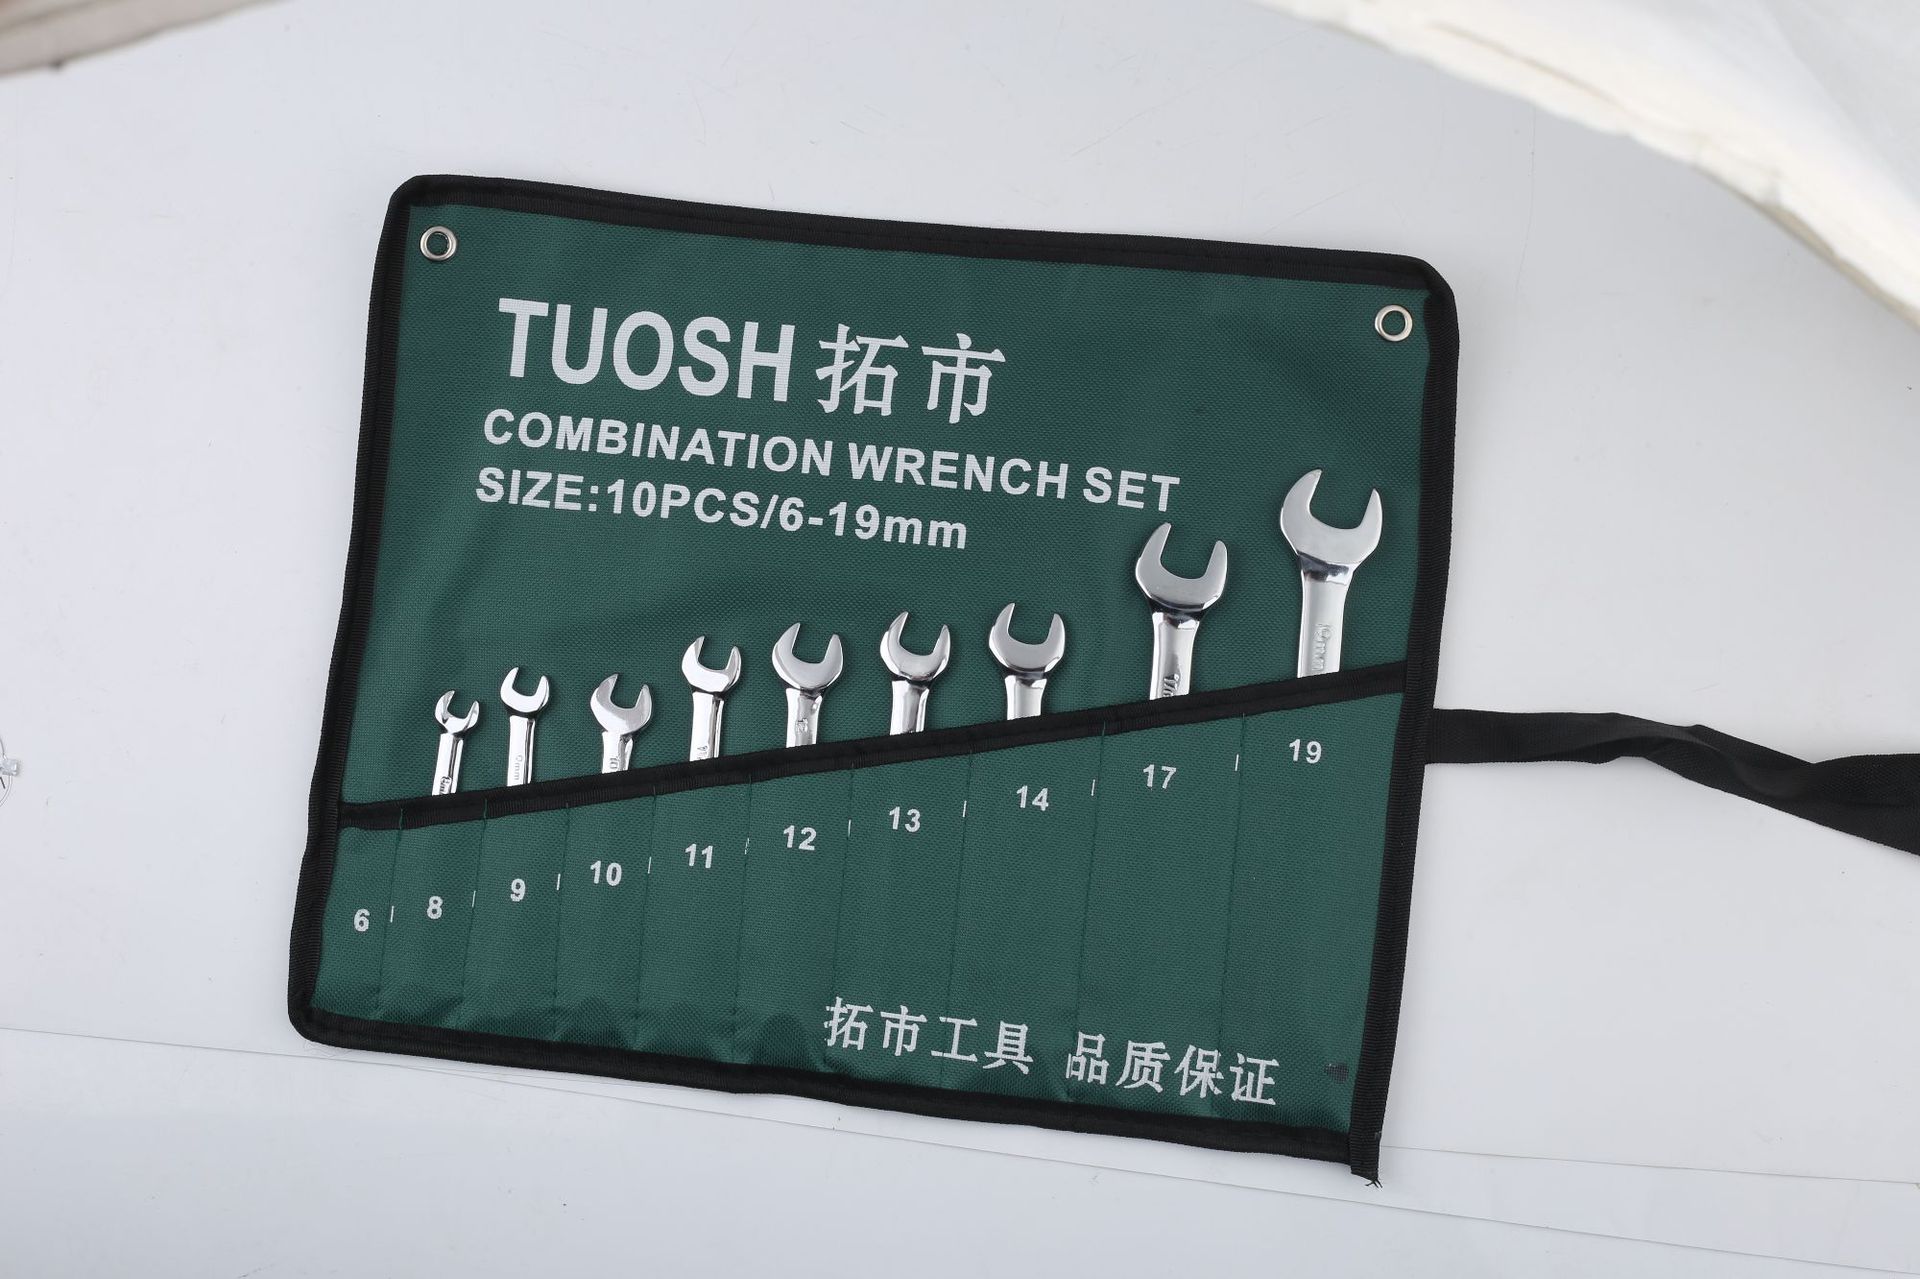 TUOSH 拓市
COMBINATION WRENCH SET
SIZE:10PCS/6-19mm
19mm
6 8 9 10 11 12 13 14 17 19
拓市工具 品质保证